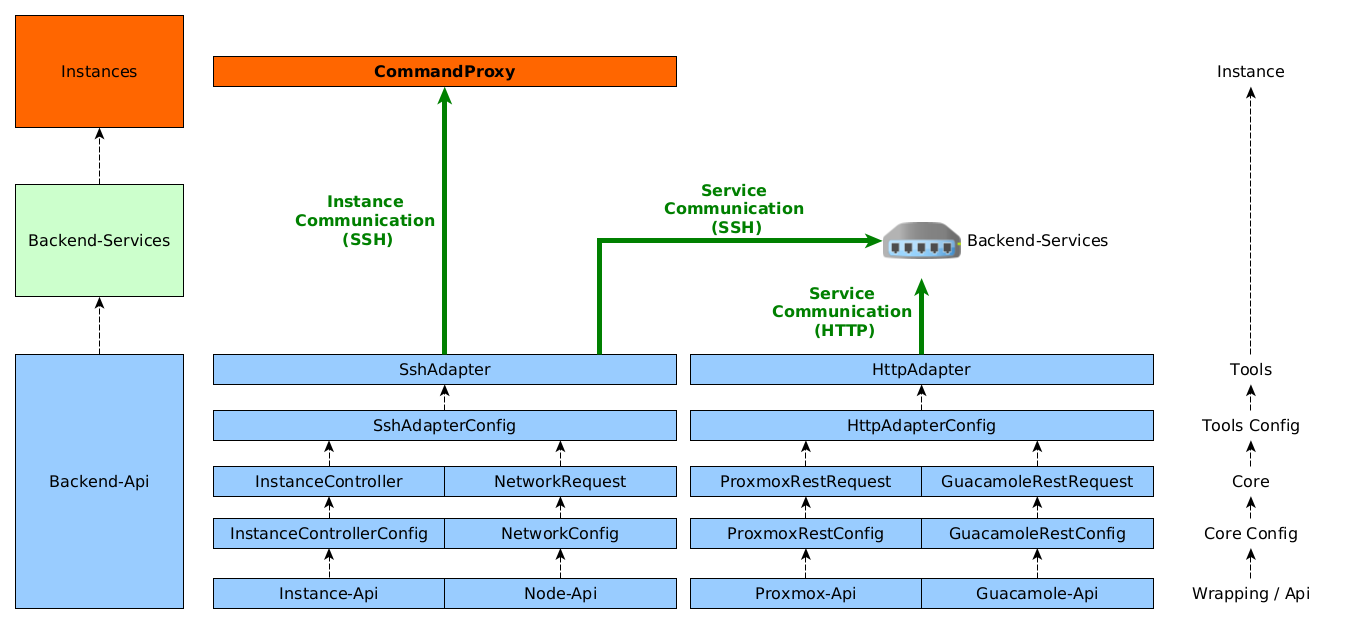 Instances
CommandProxy
Instance
Instance
Communication
(SSH)
Service
Communication
(SSH)
Backend-Services
Backend-Services
Service
Communication
(HTTP)
SshAdapter
HttpAdapter
Tools
SshAdapterConfig
HttpAdapterConfig
Tools Config
Backend-Api
InstanceController
NetworkRequest
ProxmoxRestRequest
GuacamoleRestRequest
Core
InstanceControllerConfig
NetworkConfig
ProxmoxRestConfig
GuacamoleRestConfig
Core Config
Instance-Api
Node-Api
Proxmox-Api
Guacamole-Api
Wrapping / Api